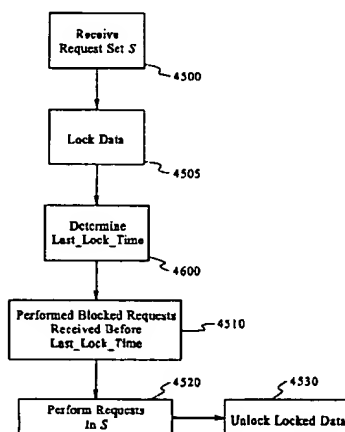 Receive
Request Set S
4500
Lock Data
4505
Determine
Last_Lock_Time
4600
Performed Blocked Requests
Received Before
Last_Lock_Time
4510
4520
4530
Perform Requests
in S
Unlock Locked Data